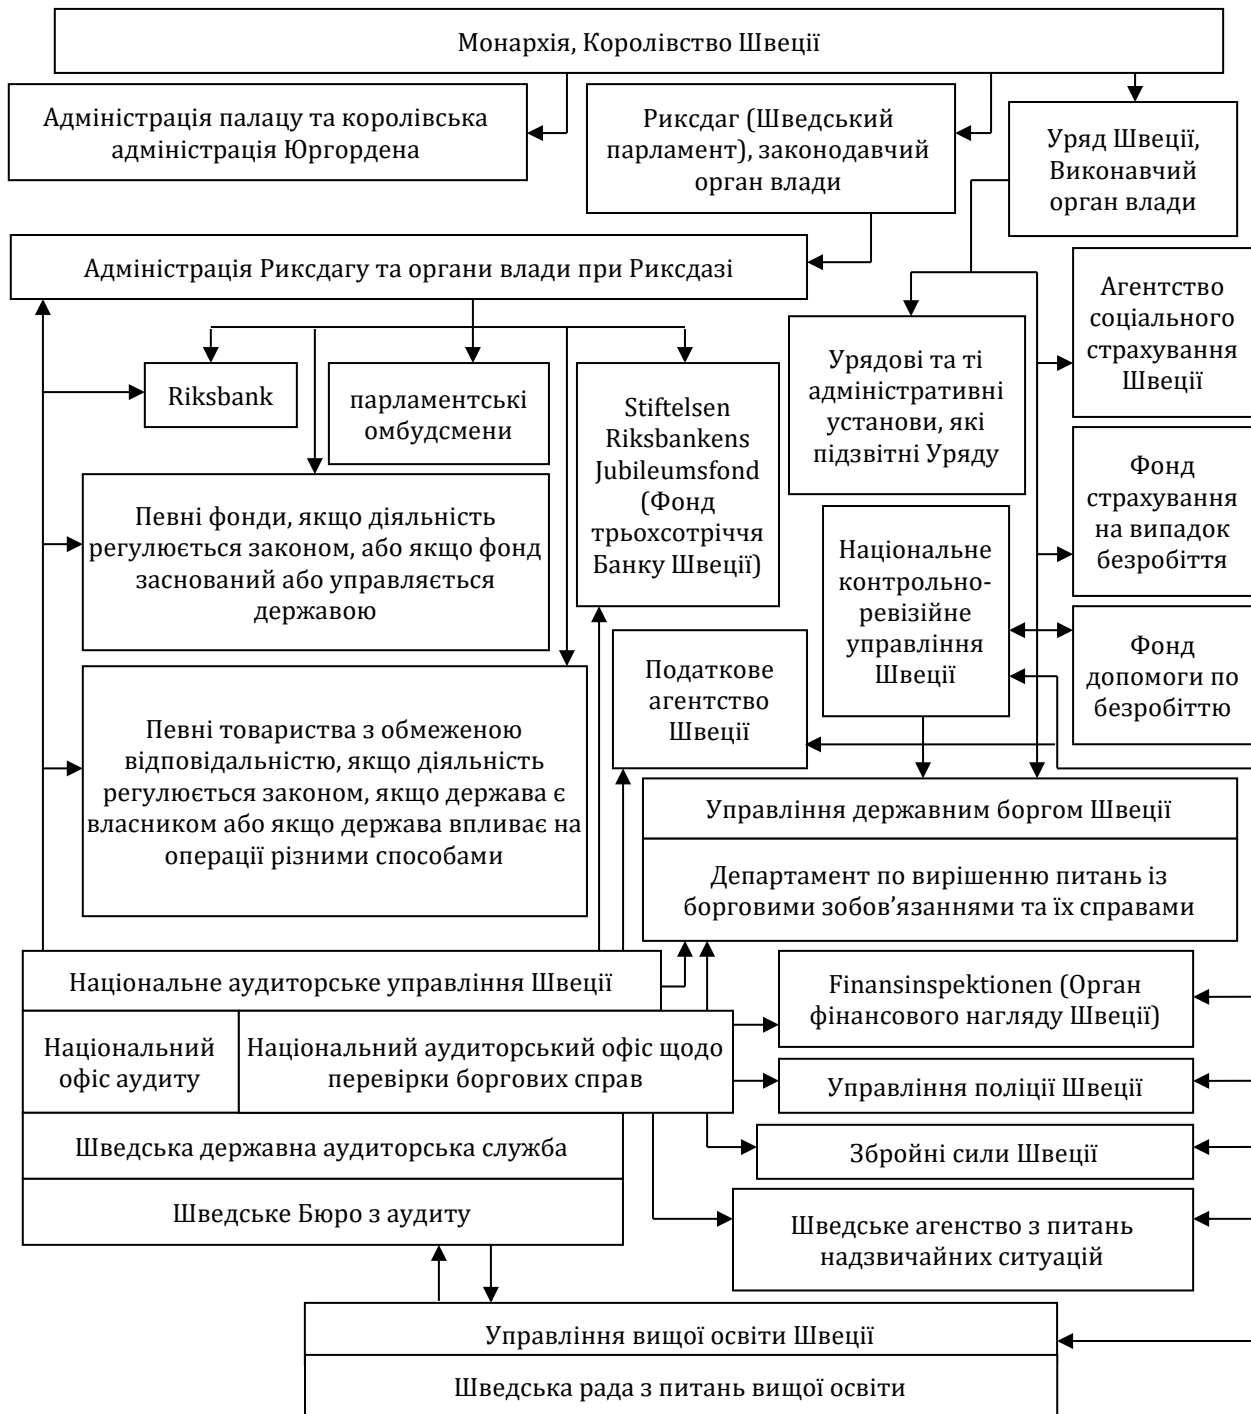 Монархія, Королівство Швеції
Адміністрація палацу та королівська
адміністрація Юргордена
Риксдаг (Шведський
парламент), законодавчий
орган влади
Уряд Швеції,
Виконавчий
орган влади
Адміністрація Риксдагу та органи влади при Риксдазі
Агентство
соціального
страхування
Швеції
Урядові та ті
адміністративні
установи, які
підзвітні Уряду
Riksbank
парламентські
омбудсмени
Stiftelsen
Riksbankens
Jubileumsfond
(Фонд
трьохсотріччя
Банку Швеції)
Фонд
страхування
на випадок
безробіття
Певні фонди, якщо діяльність
регулюється законом, або якщо фонд
заснований або управляється
державою
Національне
контрольно-
ревізійне
управління
Швеції
Фонд
допомоги по
безробіттю
Податкове
агентство
Швеції
Певні товариства з обмеженою
відповідальністю, якщо діяльність
регулюється законом, якщо держава є
власником або якщо держава впливає на
операції різними способами
Управління державним боргом Швеції
Департамент по вирішенню питань із
борговими зобов’язаннями та їх справами
Національне аудиторське управління Швеції
Finansinspektionen (Орган
фінансового нагляду Швеції)
Національний
офіс аудиту
Національний аудиторський офіс щодо
перевірки боргових справ
Управління поліції Швеції
Шведська державна аудиторська служба
Збройні сили Швеції
Шведське Бюро з аудиту
Шведське агенство з питань
надзвичайних ситуацій
Управління вищої освіти Швеції
Шведська рада з питань вищої освіти